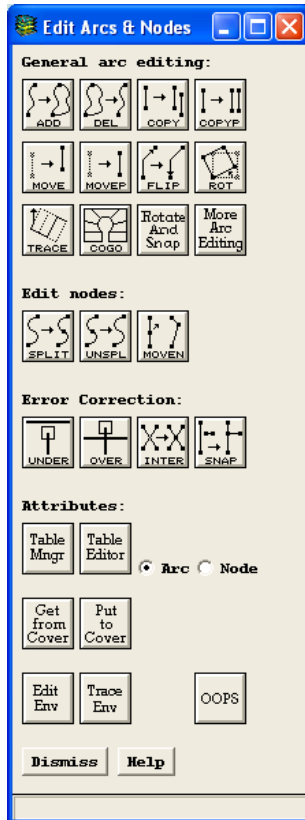 Edit Arcs & Nodes
General arc editing:
ADD DEL COPY COPYP
MOVE MOVEP FLIP ROT
TRACE COGO Rotate And Snap More Arc Editing
Edit nodes:
SPLIT UNSPL MOVEN
Error Correction:
UNDER OVER INTER SNAP
Attributes:
Table Mngr Table Editor Arc Node
Get from Cover Put to Cover
Edit Env Trace Env OOPS
Dismiss Help